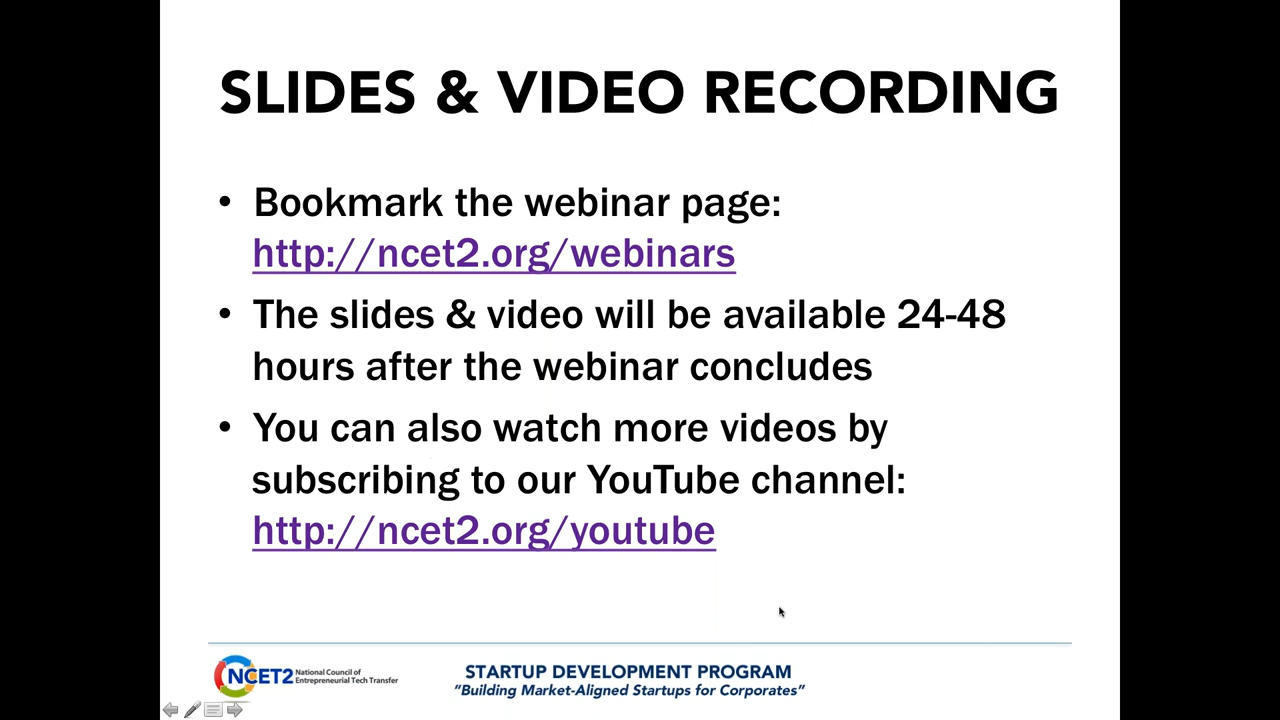 SLIDES & VIDEO RECORDING
• Bookmark the webinar page:
http://ncet2.org/webinars
• The slides & video will be available 24-48
hours after the webinar concludes
• You can also watch more videos by
subscribing to our YouTube channel:
http://ncet2.org/youtube
NCET2 National Council of
Entrepreneurial Tech Transfer
STARTUP DEVELOPMENT PROGRAM
"Building Market-Aligned Startups for Corporates"